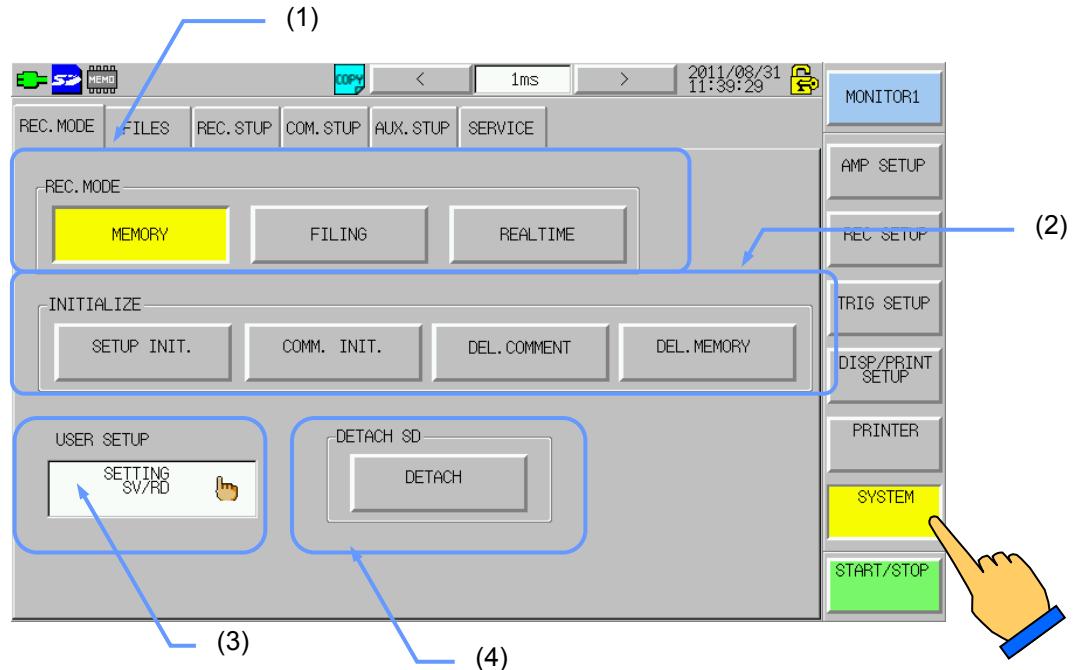 (1)
MEMO
COPY
<
1ms
>
2011/08/31
11:39:29
MONITOR1
REC.MODE
FILES
REC.STUP
COM.STUP
AUX.STUP
SERVICE
AMP SETUP
REC.MODE
MEMORY
FILING
REALTIME
REC SETUP
(2)
INITIALIZE
TRIG SETUP
SETUP INIT.
COMM. INIT.
DEL.COMMENT
DEL.MEMORY
DISP/PRINT
SETUP
USER SETUP
DETACH SD
PRINTER
SETTING
SV/RD
DETACH
SYSTEM
START/STOP
(3)
(4)